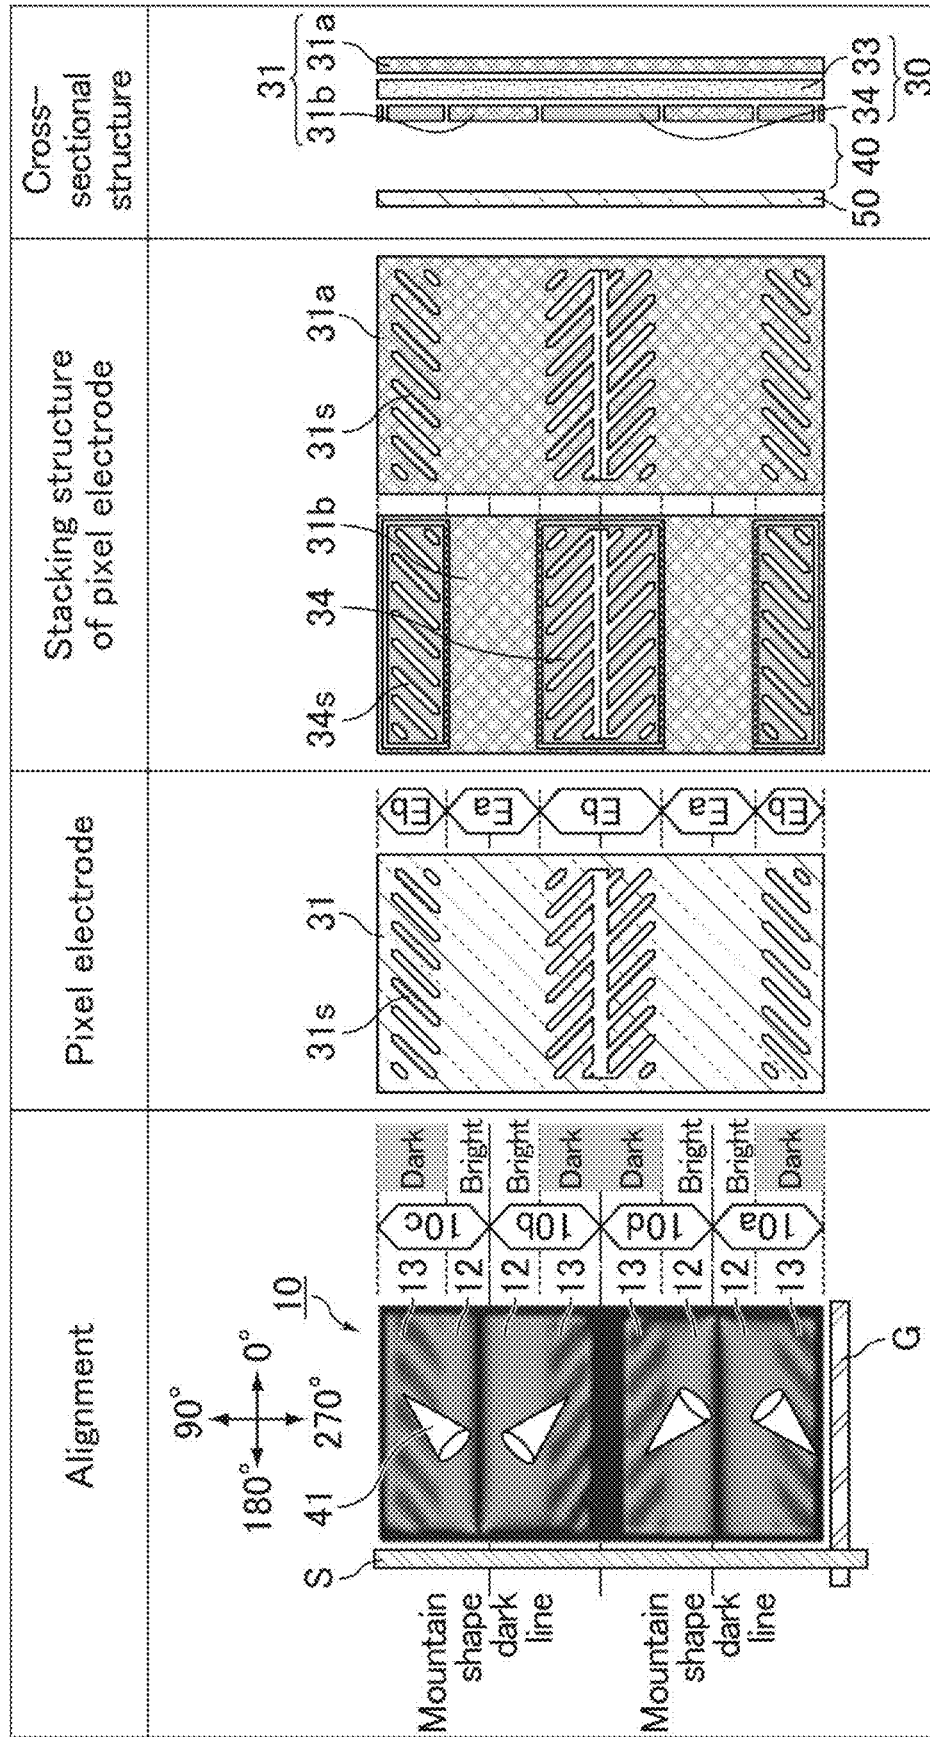 Alignment
Pixel electrode
Stacking structure
of pixel electrode
Cross-
sectional
structure
90°
180°
0°
270°
10
41
S
G
Mountain
shape
dark
line
Mountain
shape
dark
line
13
12
12
13
13
12
12
13
10c
10b
10d
10a
Dark
Bright
Bright
Dark
Dark
Bright
Bright
Dark
31s
31
Eb
Ea
Eb
Ea
Eb
34s
34
31b
31s
31a
31
31b
31a
50
40
34
33
30